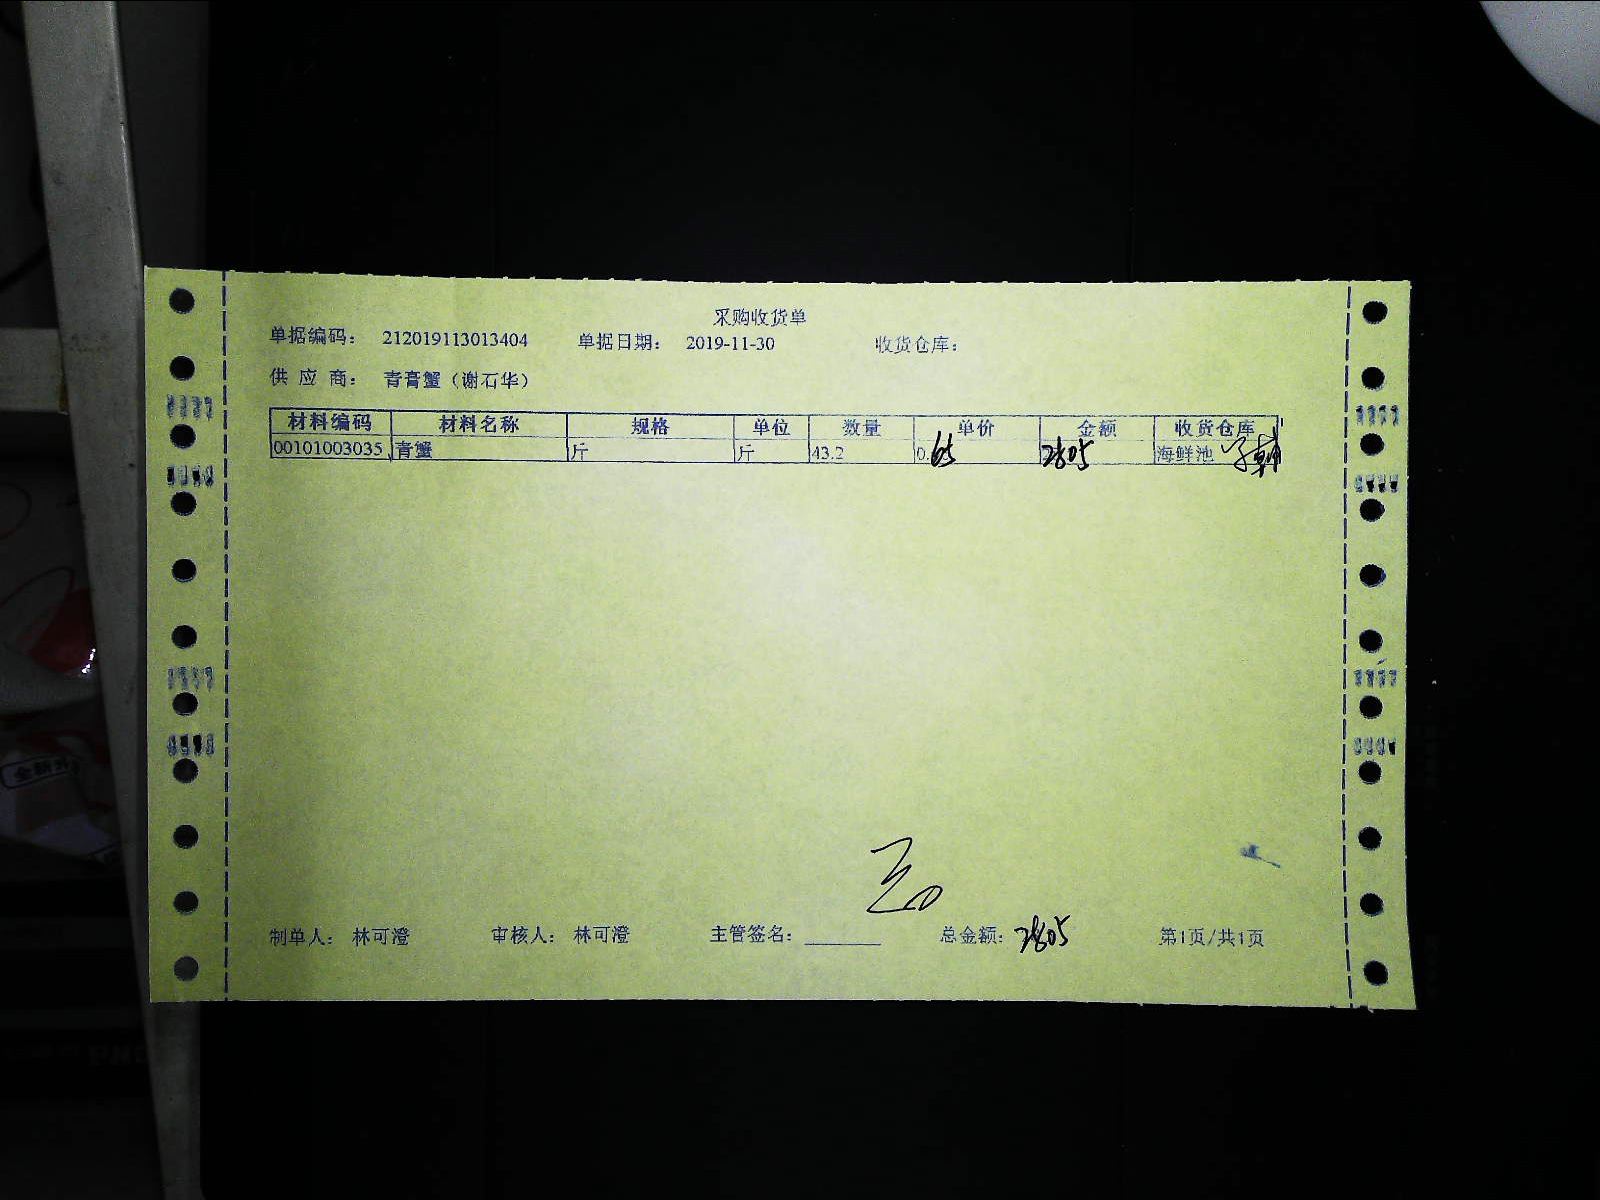 采购收货单
单据编码： 212019113013404 单据日期： 2019-11-30 收货仓库：
供 应 商： 青膏蟹（谢石华）
材料编码 材料名称 规格 单位 数量 单价 金额 收货仓库
00101003035 青蟹 斤 斤 43.2 0.65 2805 海鲜池
制单人： 林可澄 审核人： 林可澄 主管签名： 总金额： 2805 第1页/共1页